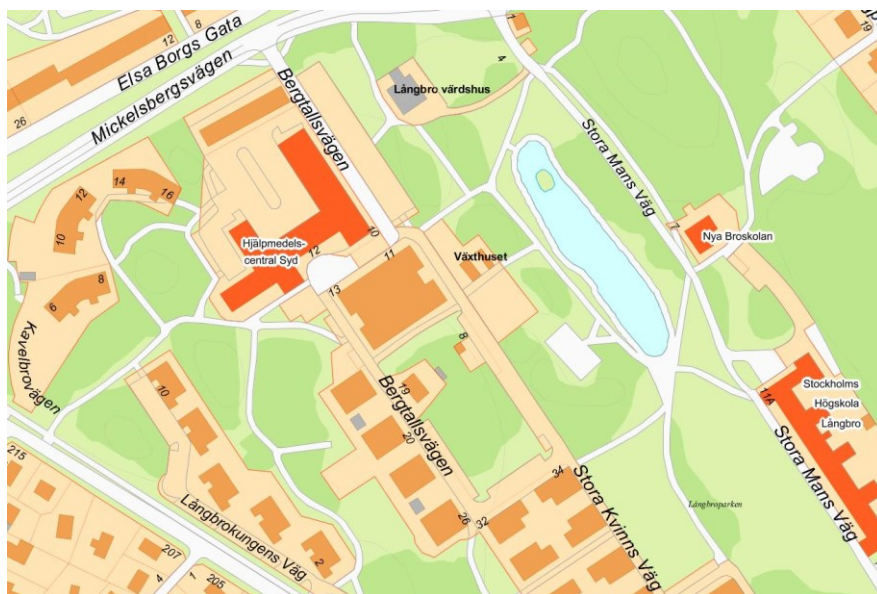 12
8
7
19
Elsa Borgs Gata
26
Mickelsbergsvägen
Bergtallsvägen
4
Långbro värdshus
Stora Mans Väg
14
16
12
10
Hjälpmedels-
central Syd
12
10
11
13
Växthuset
7
Nya Broskolan
8
6
Kavelbrovägen
8
10
19
20
Bergtallsvägen
26
32
34
Stora Kvinns Väg
11A
Stockholms
Högskola
Långbro
Stora Mans Väg
Långbroparken
215
Långbrokungens Väg
2
207
4
1
205